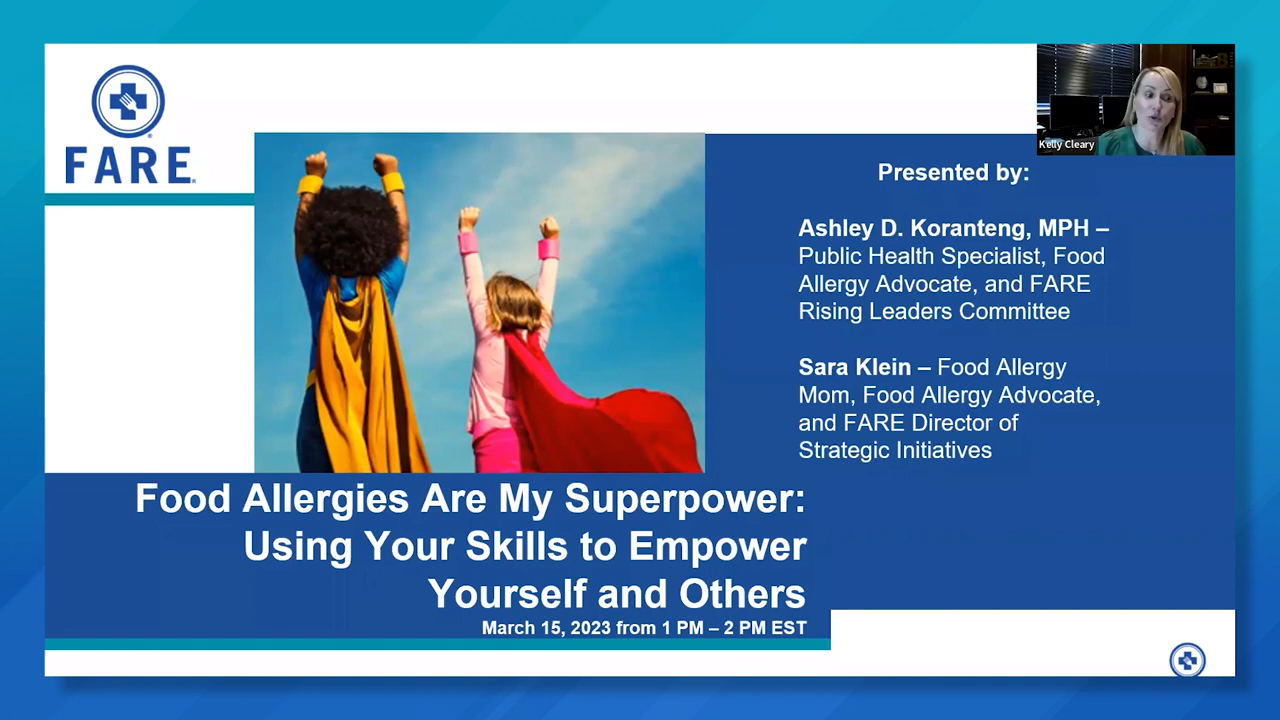 FARE
Kelly Cleary
Presented by:
Ashley D. Koranteng, MPH –
Public Health Specialist, Food
Allergy Advocate, and FARE
Rising Leaders Committee
Sara Klein – Food Allergy
Mom, Food Allergy Advocate,
and FARE Director of
Strategic Initiatives
Food Allergies Are My Superpower:
Using Your Skills to Empower
Yourself and Others
March 15, 2023 from 1 PM – 2 PM EST